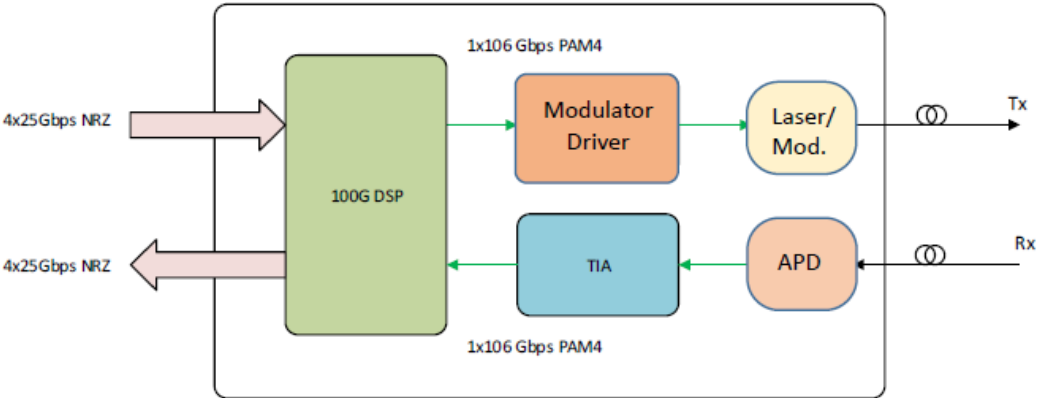 1x106 Gbps PAM4
4x25Gbps NRZ
Modulator
Driver
Laser/
Mod.
Tx
100G DSP
4x25Gbps NRZ
TIA
APD
Rx
1x106 Gbps PAM4